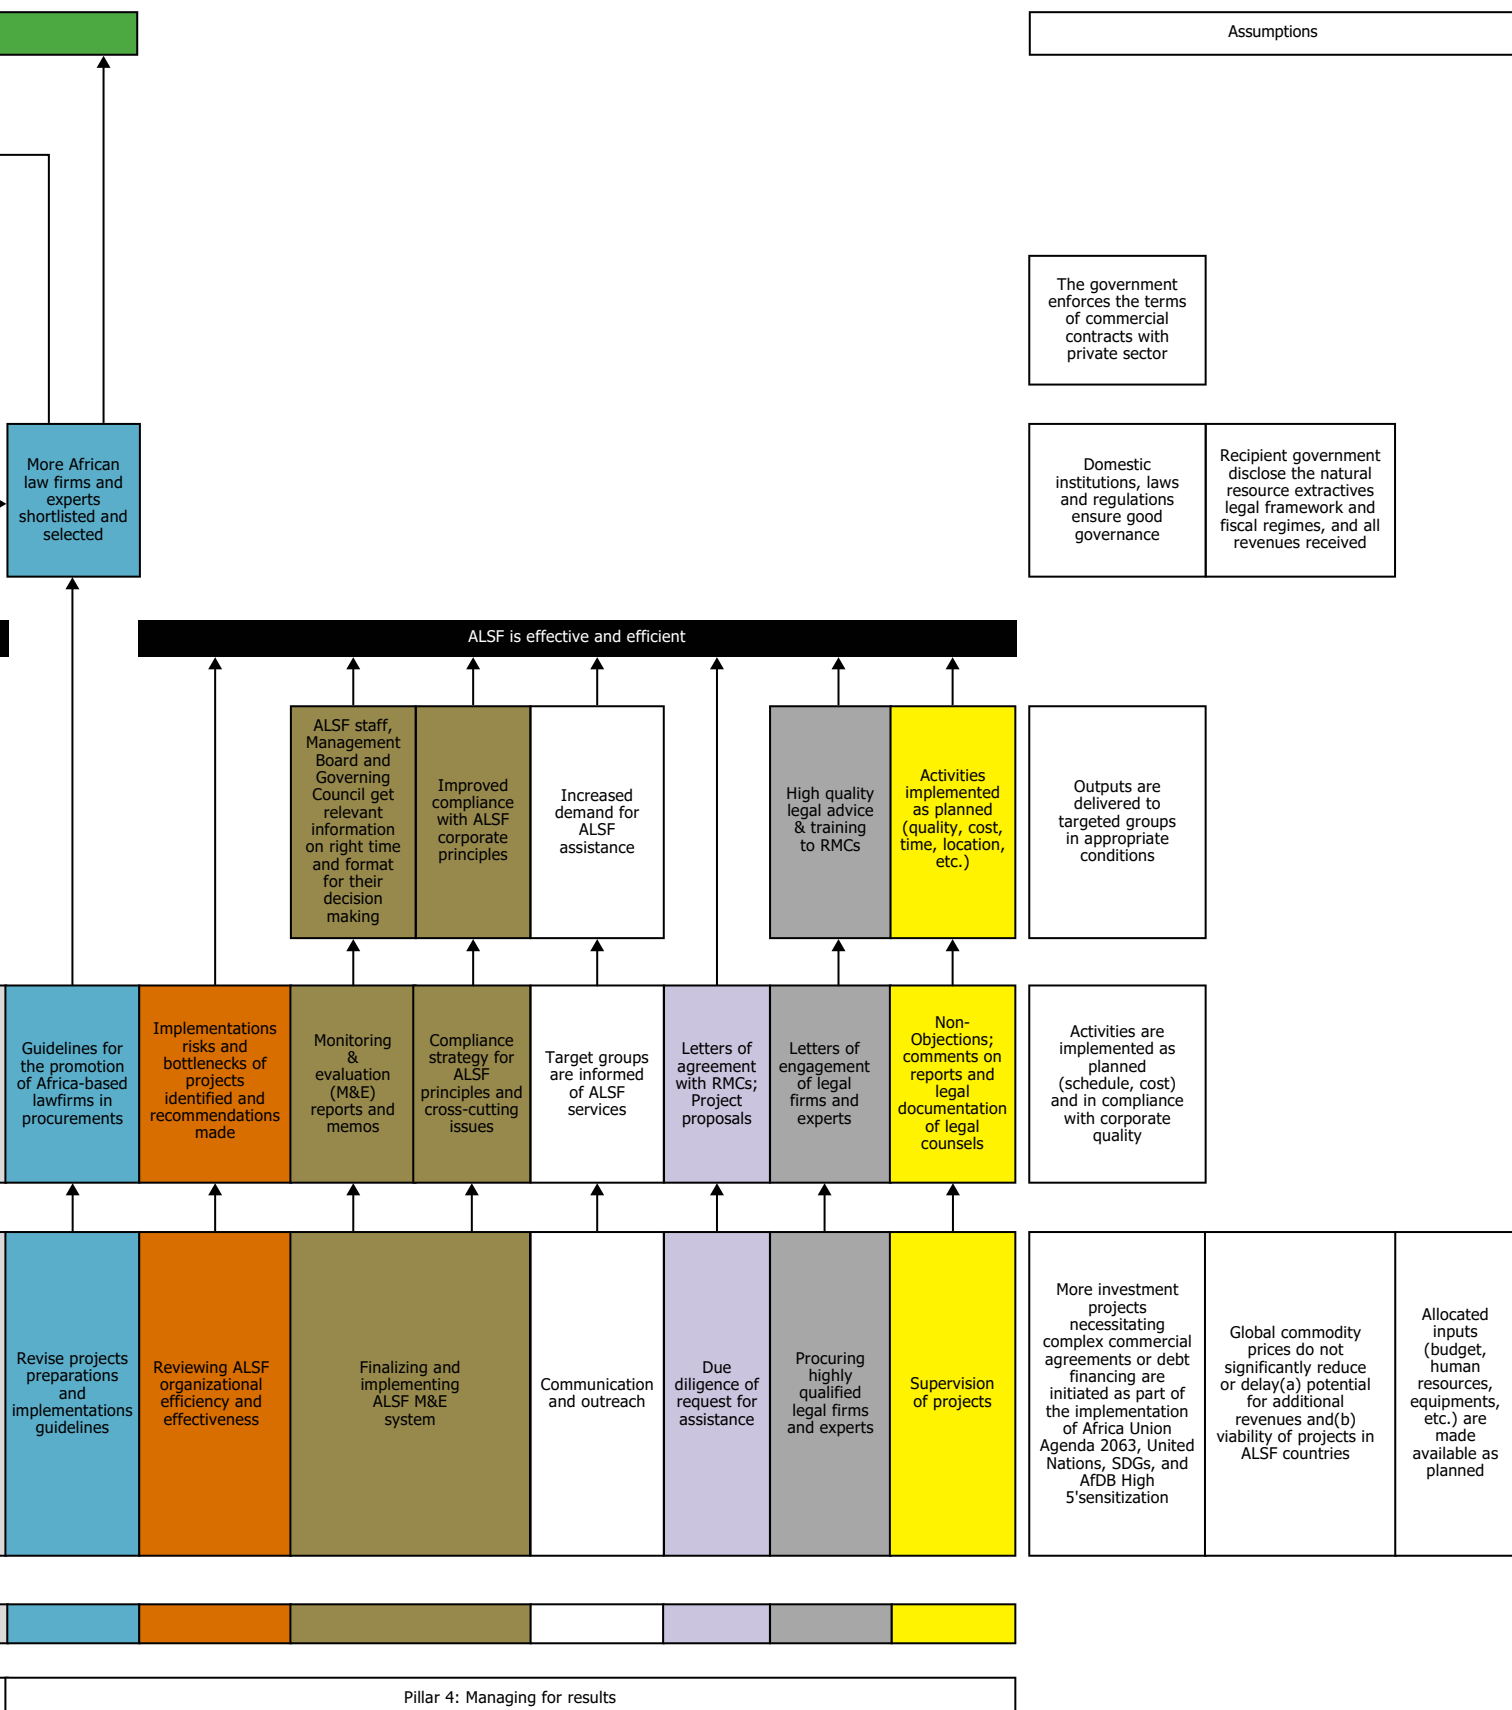 Assumptions
The government
enforces the terms
of commercial
contracts with
private sector
More African
law firms and
experts
shortlisted and
selected
Domestic
institutions, laws
and regulations
ensure good
governance
Recipient government
disclose the natural
resource extractives
legal framework and
fiscal regimes, and all
revenues received
ALSF is effective and efficient
ALSF staff,
Management
Board and
Governing
Council get
relevant
information
on right time
and format
for their
decision
making
Improved
compliance
with ALSF
corporate
principles
Increased
demand for
ALSF
assistance
High quality
legal advice
& training
to RMCs
Activities
implemented
as planned
(quality, cost,
time, location,
etc.)
Outputs are
delivered to
targeted groups
in appropriate
conditions
Guidelines for
the promotion
of Africa-based
lawfirms in
procurements
Implementations
risks and
bottlenecks of
projects
identified and
recommendations
made
Monitoring
&
evaluation
(M&E)
reports and
memos
Compliance
strategy for
ALSF
principles and
cross-cutting
issues
Target groups
are informed
of ALSF
services
Letters of
agreement
with RMCs;
Project
proposals
Letters of
engagement
of legal
firms and
experts
Non-
Objections;
comments on
reports and
legal
documentation
of legal
counsels
Activities are
implemented as
planned
(schedule, cost)
and in compliance
with corporate
quality
Revise projects
preparations
and
implementations
guidelines
Reviewing ALSF
organizational
efficiency and
effectiveness
Finalizing and
implementing
ALSF M&E
system
Communication
and outreach
Due
diligence of
request for
assistance
Procuring
highly
qualified
legal firms
and experts
Supervision
of projects
More investment
projects
necessitating
complex commercial
agreements or debt
financing are
initiated as part of
the implementation
of Africa Union
Agenda 2063, United
Nations, SDGs, and
AfDB High
5'sensitization
Global commodity
prices do not
significantly reduce
or delay(a) potential
for additional
revenues and(b)
viability of projects in
ALSF countries
Allocated
inputs
(budget,
human
resources,
equipments,
etc.) are
made
available as
planned
Pillar 4: Managing for results